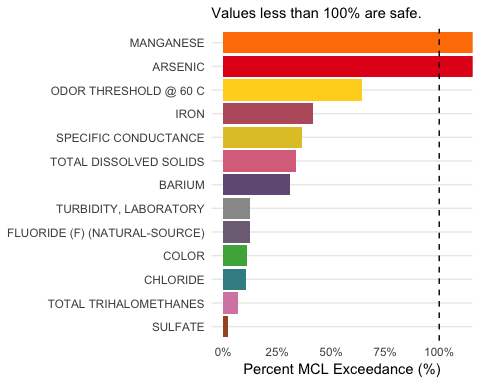 Values less than 100% are safe.
MANGANESE
ARSENIC
ODOR THRESHOLD @ 60 C
IRON
SPECIFIC CONDUCTANCE
TOTAL DISSOLVED SOLIDS
BARIUM
TURBIDITY, LABORATORY
FLUORIDE (F) (NATURAL-SOURCE)
COLOR
CHLORIDE
TOTAL TRIHALOMETHANES
SULFATE
0% 25% 50% 75% 100%
Percent MCL Exceedance (%)